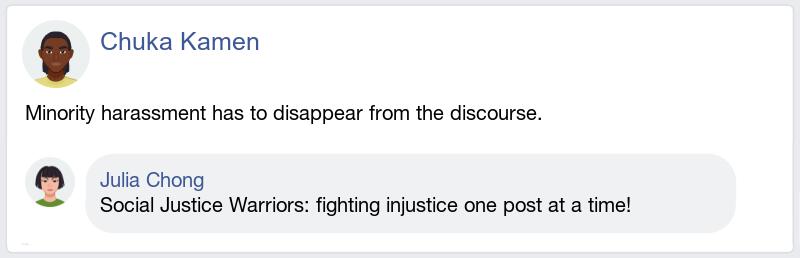 Chuka Kamen
Minority harassment has to disappear from the discourse.
Julia Chong
Social Justice Warriors: fighting injustice one post at a time!